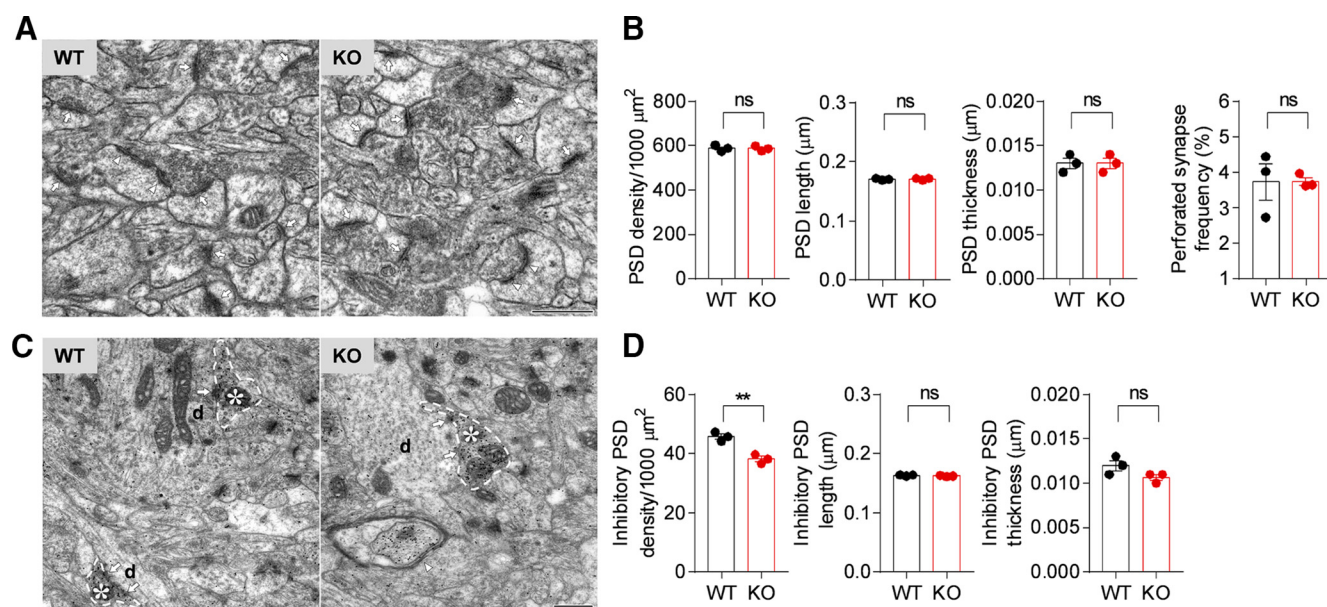 A
WT
KO
B
PSD density/1000 μm²
800
600
400
200
0
ns
WT KO
PSD length (μm)
0.3
0.2
0.1
0.0
ns
WT KO
PSD thickness (μm)
0.020
0.015
0.010
0.005
0.000
ns
WT KO
Perforated synapse
frequency (%)
6
5
4
3
2
1
ns
WT KO
C
WT
d
*
d
*
KO
d
*
D
Inhibitory PSD
density/1000 μm²
60
40
20
0
**
WT KO
Inhibitory PSD
length (μm)
0.3
0.2
0.1
0.0
ns
WT KO
Inhibitory PSD
thickness (μm)
0.020
0.015
0.010
0.005
0.000
ns
WT KO